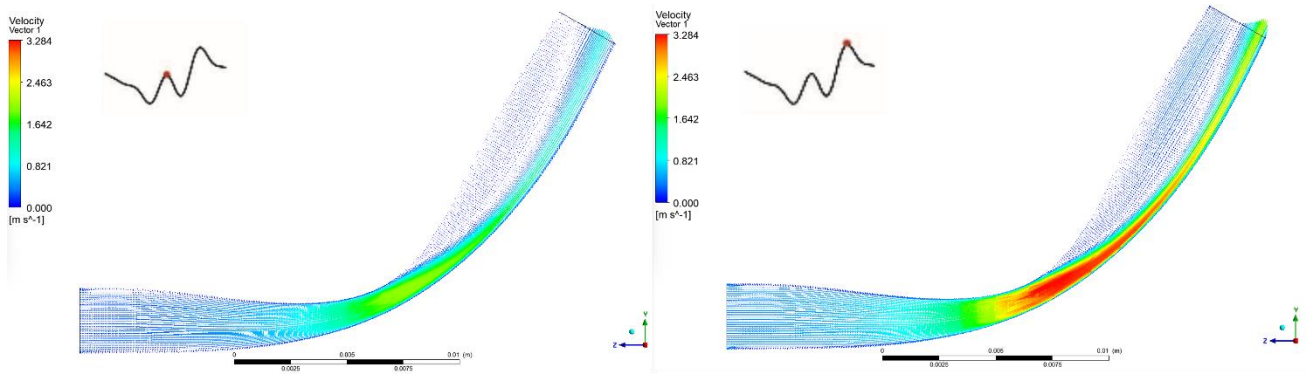 Velocity
Vector 1
3.284
2.463
1.642
0.821
0.000
[m s^-1]
0 0.005 0.01 (m)
0.0025 0.0075
Y
Z
Velocity
Vector 1
3.284
2.463
1.642
0.821
0.000
[m s^-1]
0 0.005 0.01 (m)
0.0025 0.0075
Y
Z